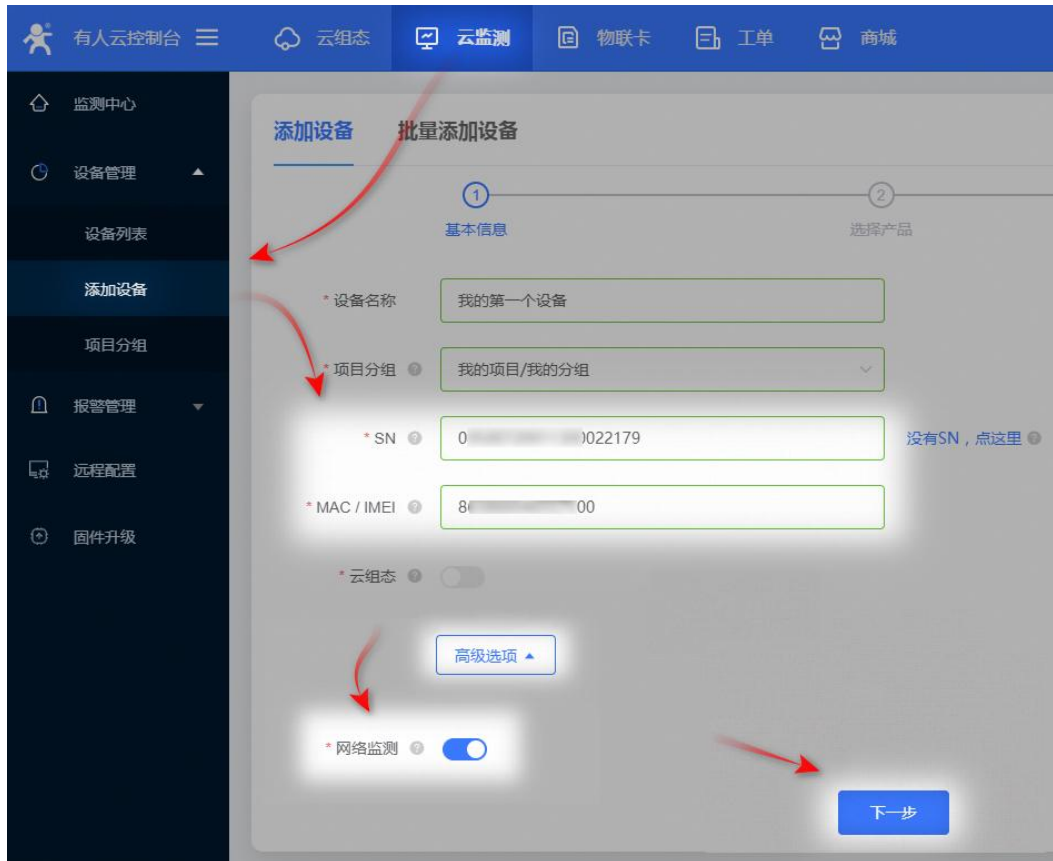 有人云控制台 云组态 云监测 物联卡 工单 商城
监测中心
设备管理
设备列表
添加设备
项目分组
报警管理
远程配置
固件升级
添加设备 批量添加设备
1 2
基本信息 选择产品
* 设备名称 我的第一个设备
* 项目分组 我的项目/我的分组
* SN 0 022179 没有SN，点这里
* MAC / IMEI 8 00
* 云组态
高级选项
* 网络监测
下一步